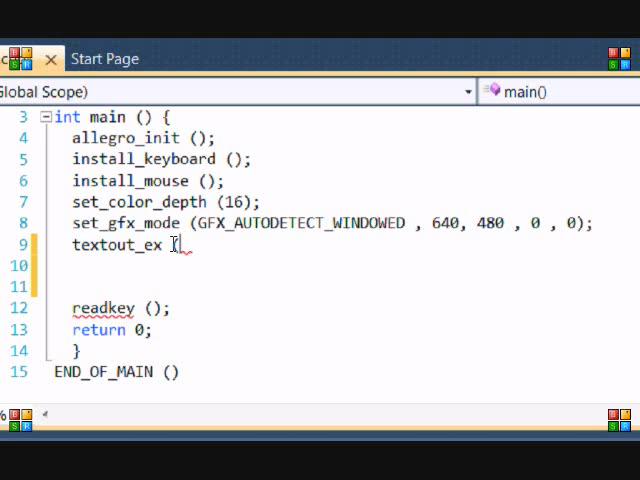 Start Page
Global Scope)
main()
3 int main () {
4 allegro_init ();
5 install_keyboard ();
6 install_mouse ();
7 set_color_depth (16);
8 set_gfx_mode (GFX_AUTODETECT_WINDOWED , 640, 480 , 0 , 0);
9 textout_ex (
10
11
12 readkey ();
13 return 0;
14 }
15 END_OF_MAIN ()
%